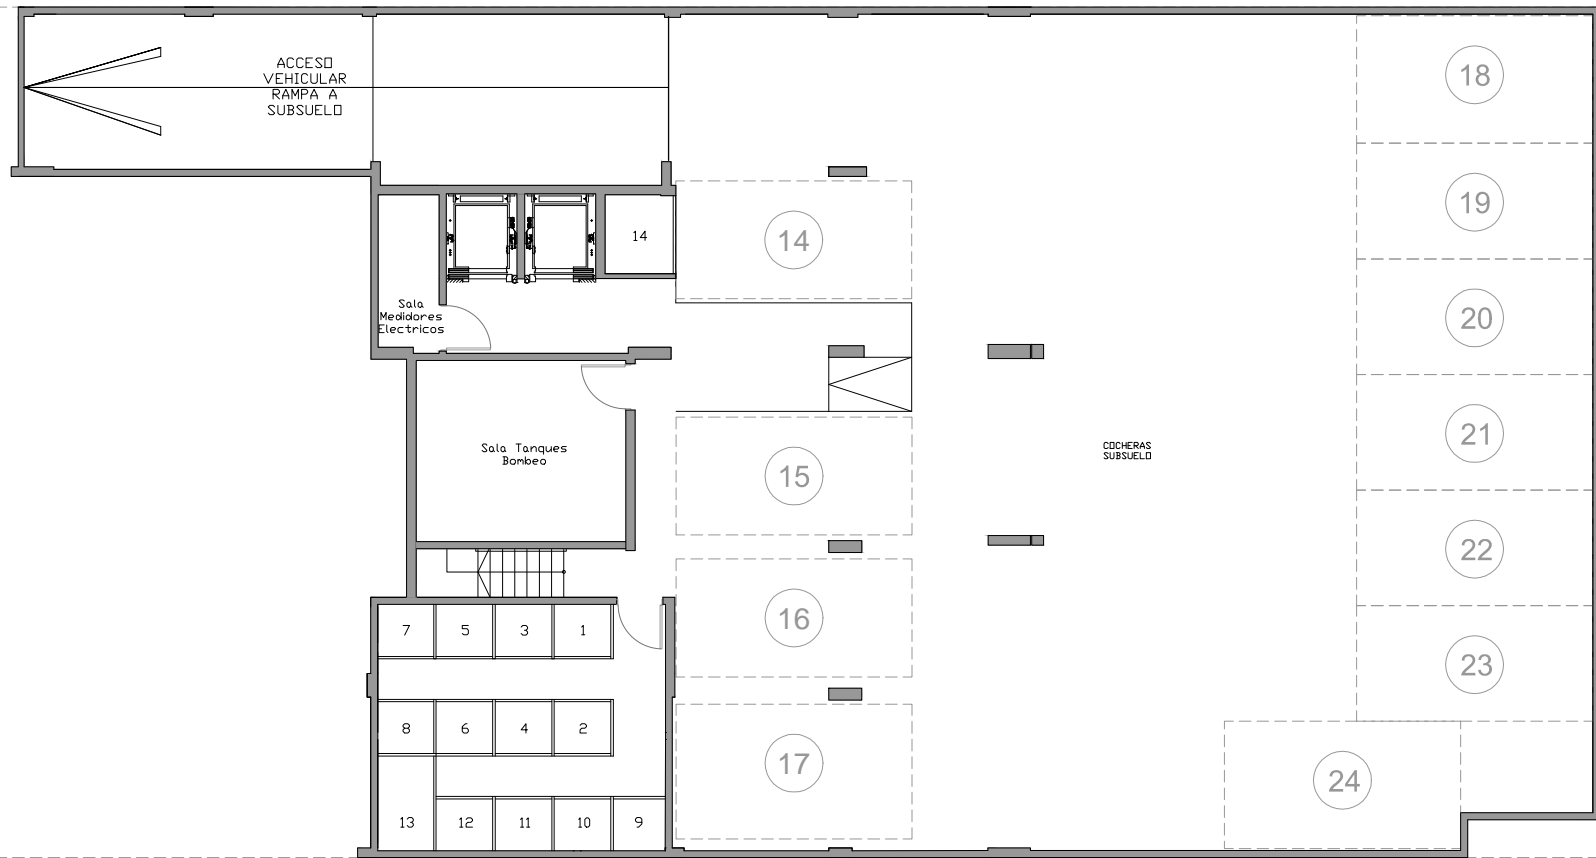 ACCESO
VEHICULAR
RAMPA A
SUBSUELO
18
19
14
14
Sala
Medidores
Electricos
20
21
Sala Tanques
Bombeo
COCHERAS
SUBSUELO
15
22
16
7 5 3 1
23
8 6 4 2
17
24
13 12 11 10 9